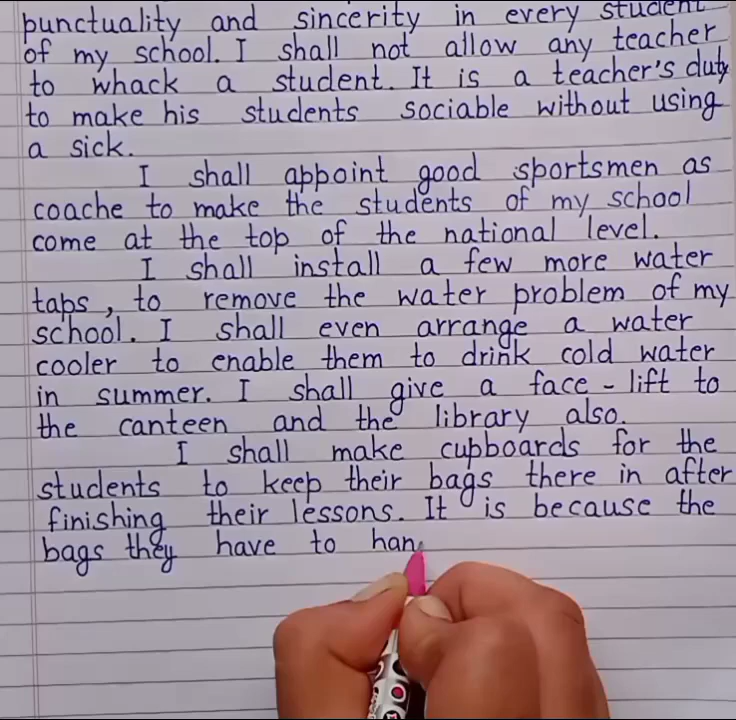 punctuality and sincerity in every student
of my school. I shall not allow any teacher
to whack a student. It is a teacher's duty
to make his students sociable without using
a sick.
I shall appoint good sportsmen as
coache to make the students of my school
come at the top of the national level.
I shall install a few more water
taps, to remove the water problem of my
school. I shall even arrange a water
cooler to enable them to drink cold water
in summer. I shall give a face-lift to
the canteen and the library also.
I shall make cupboards for the
students to keep their bags there in after
finishing their lessons. It is because the
bags they have to han